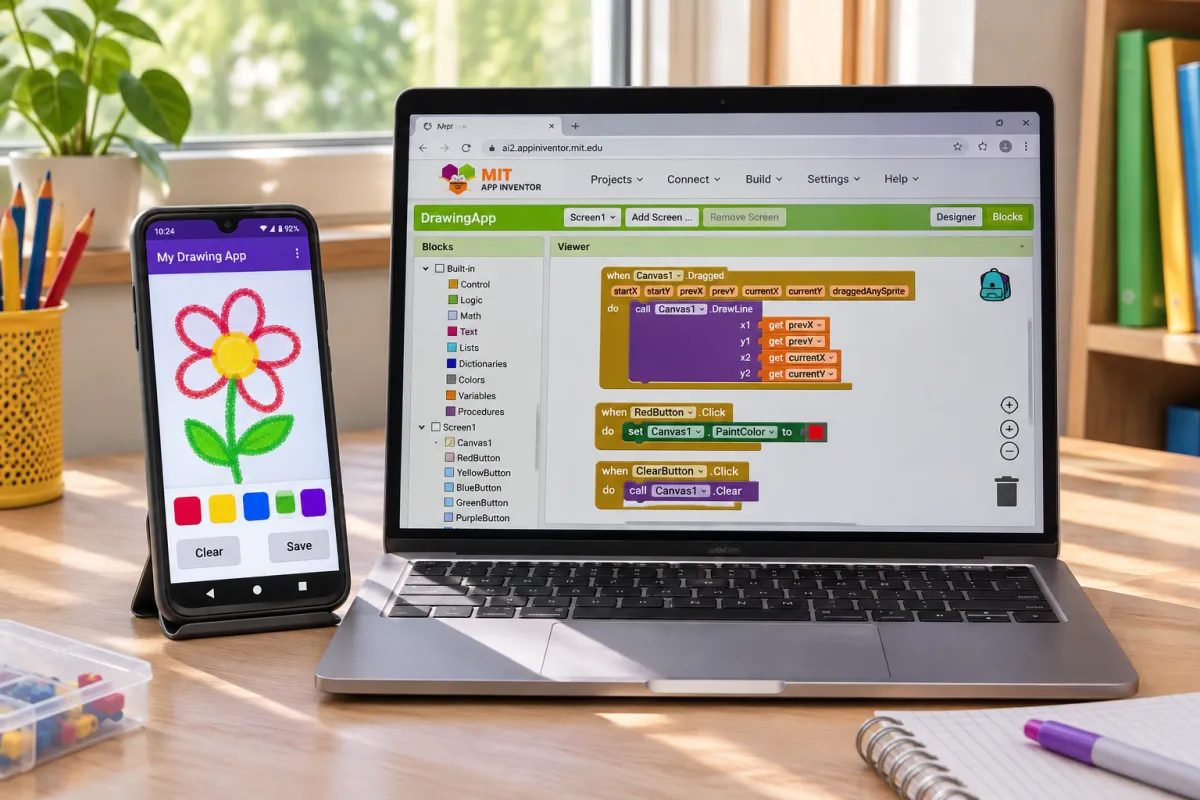 10:24
92%
My Drawing App
Clear
Save
ai2.appinventor.mit.edu
MIT
APP INVENTOR
Projects
Connect
Build
Settings
Help
DrawingApp
Screen1
Add Screen ...
Remove Screen
Designer
Blocks
Blocks
Viewer
Built-in
Control
Logic
Math
Text
Lists
Dictionaries
Colors
Variables
Procedures
Screen1
Canvas1
RedButton
YellowButton
BlueButton
GreenButton
PurpleButton
when Canvas1 .Dragged
startX startY prevX prevY currentX currentY draggedAnySprite
do call Canvas1 .DrawLine
x1 get prevX
y1 get prevY
x2 get currentX
y2 get currentY
when RedButton .Click
do set Canvas1 . PaintColor to
when ClearButton .Click
do call Canvas1 .Clear